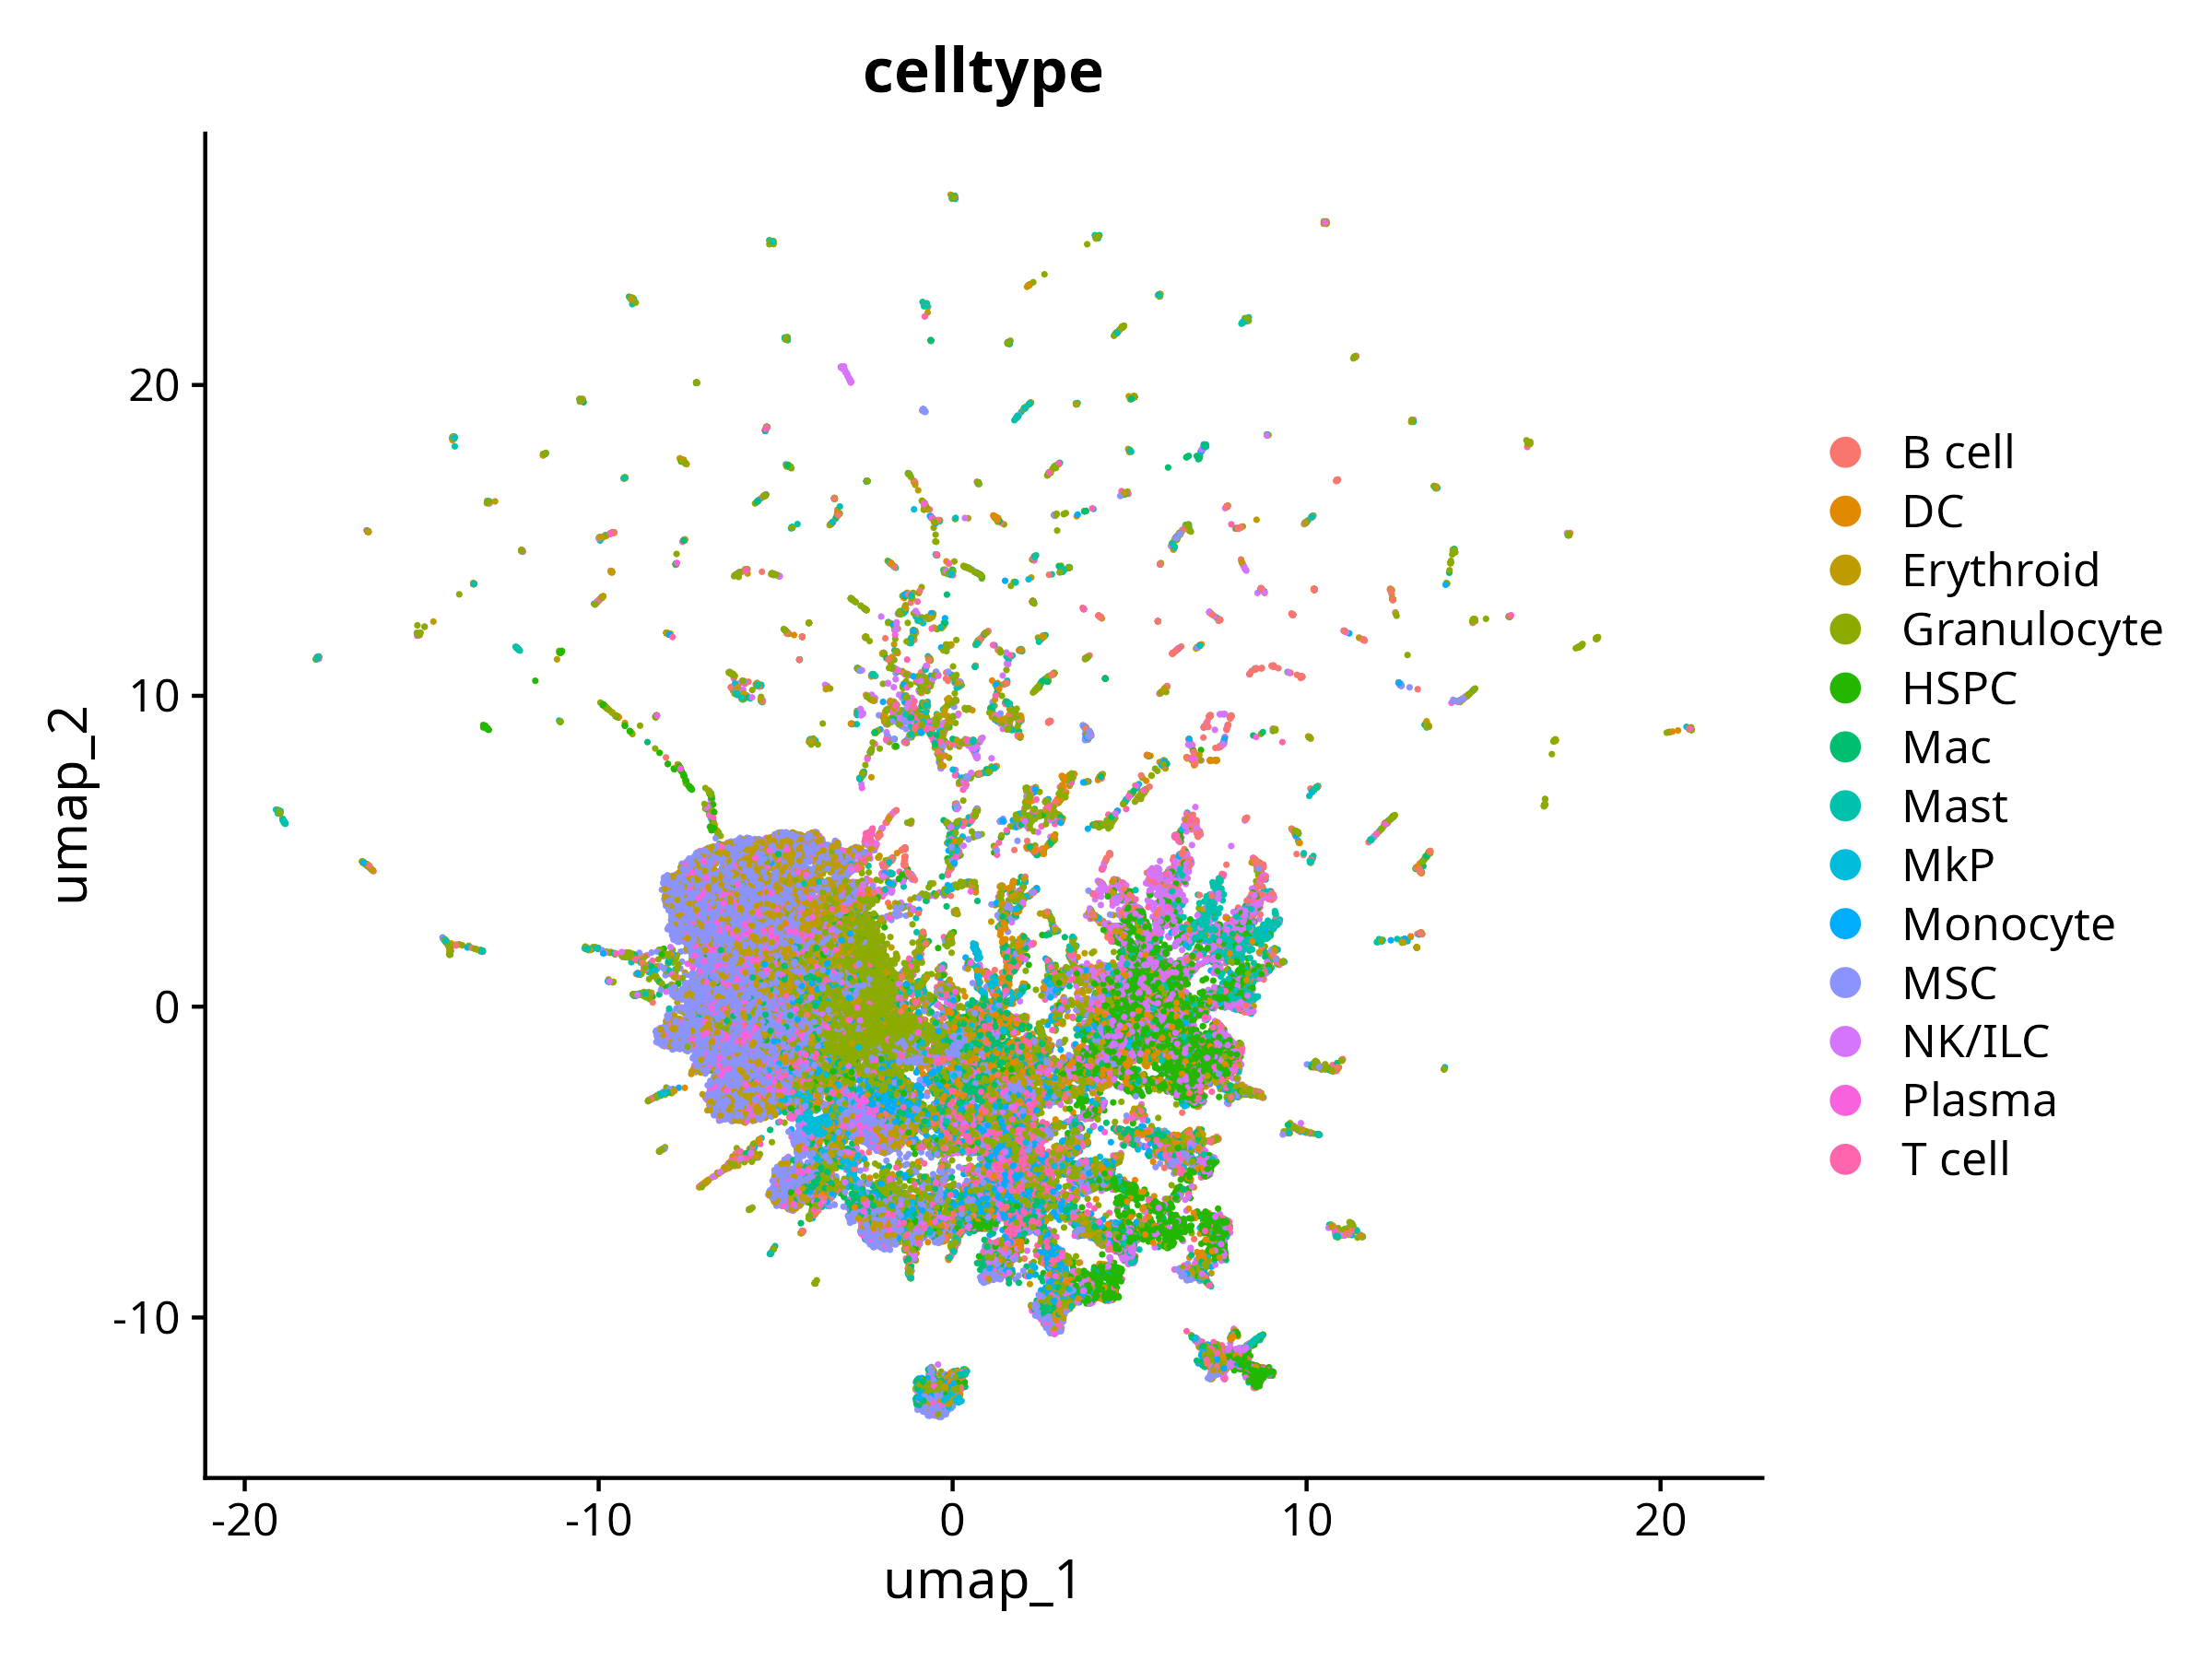 celltype
umap_2
20
10
0
-10
-20
-10
0
10
20
umap_1
B cell
DC
Erythroid
Granulocyte
HSPC
Mac
Mast
MkP
Monocyte
MSC
NK/ILC
Plasma
T cell